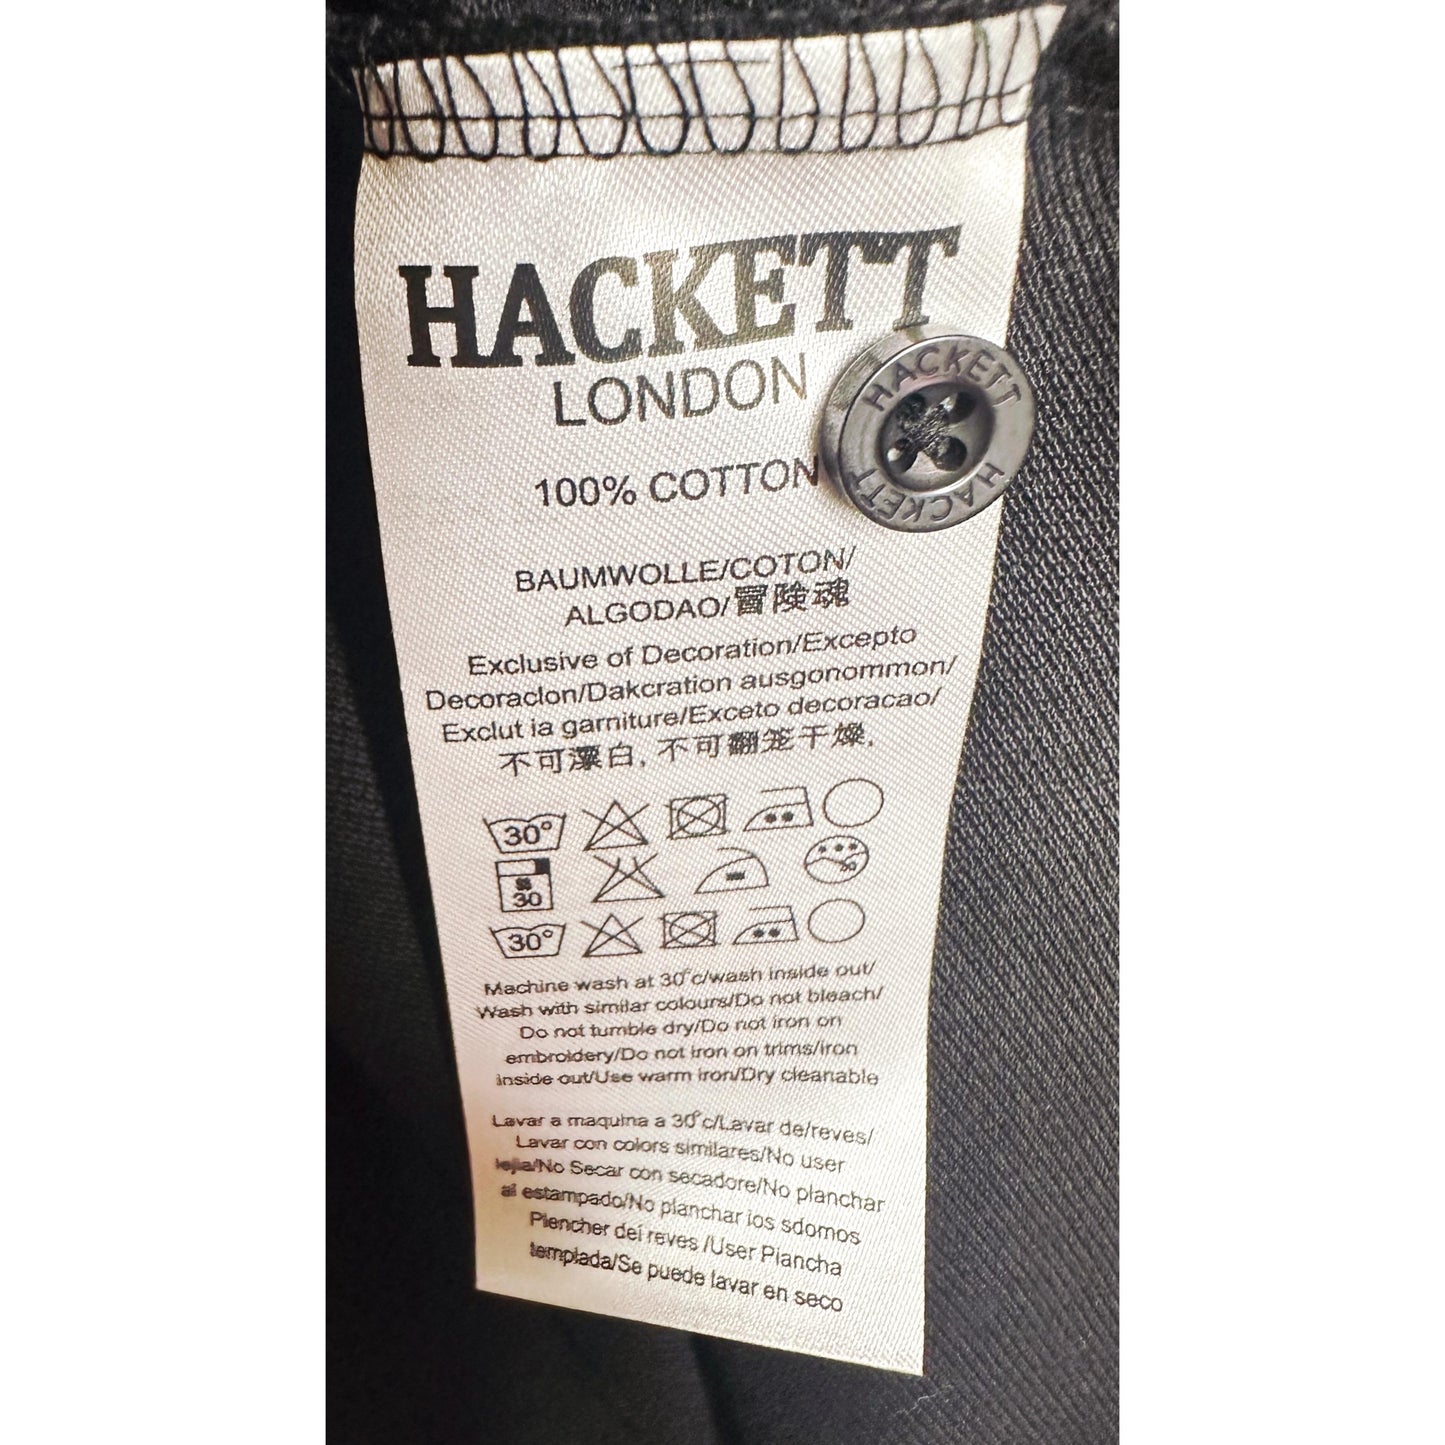 HACKETT
LONDON
HACKETT
HACKETT
100% COTTON
BAUMWOLLE/COTON/
ALGODAO/冒険魂
Exclusive of Decoration/Excepto
Decoraclon/Dakcration ausgonommon/
Exclut ia garniture/Exceto decoracao/
不可漂白, 不可翻笼干燥,
30°
30
30°
Machine wash at 30°c/wash inside out/
Wash with similar colours/Do not bleach/
Do not tumble dry/Do not iron on
embroidery/Do not iron on trims/iron
inside out/Use warm iron/Dry cleanable
Lavar a maquina a 30°c/Lavar de/reves/
Lavar con colors similares/No user
lejia/No Secar con secadore/No planchar
al estampado/No planchar ios sdomos
Plencher dei reves /User Plancha
templada/Se puede lavar en seco